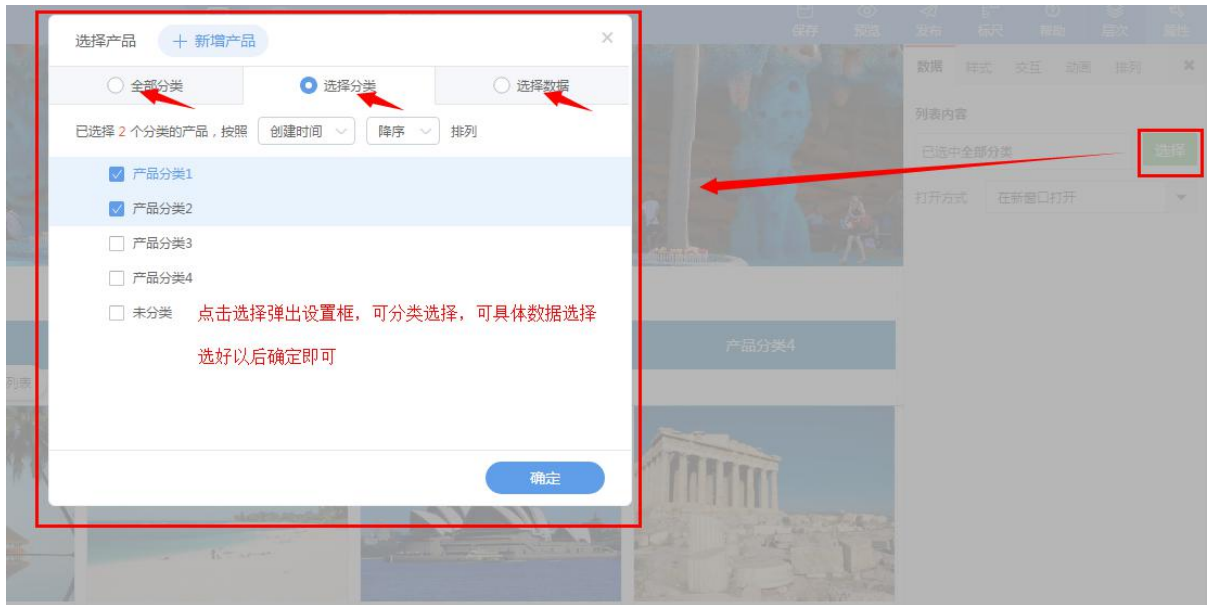 保存 预览 发布 标尺 帮助 层次 属性
选择产品 + 新增产品 ×
全部分类 选择分类 选择数据
已选择 2 个分类的产品，按照 创建时间 降序 排列
产品分类1
产品分类2
产品分类3
产品分类4
未分类
点击选择弹出设置框，可分类选择，可具体数据选择
选好以后确定即可
确定
数据 样式 交互 动画 排列 ×
列表内容
已选中全部分类 选择
打开方式 在新窗口打开
产品分类4
列表